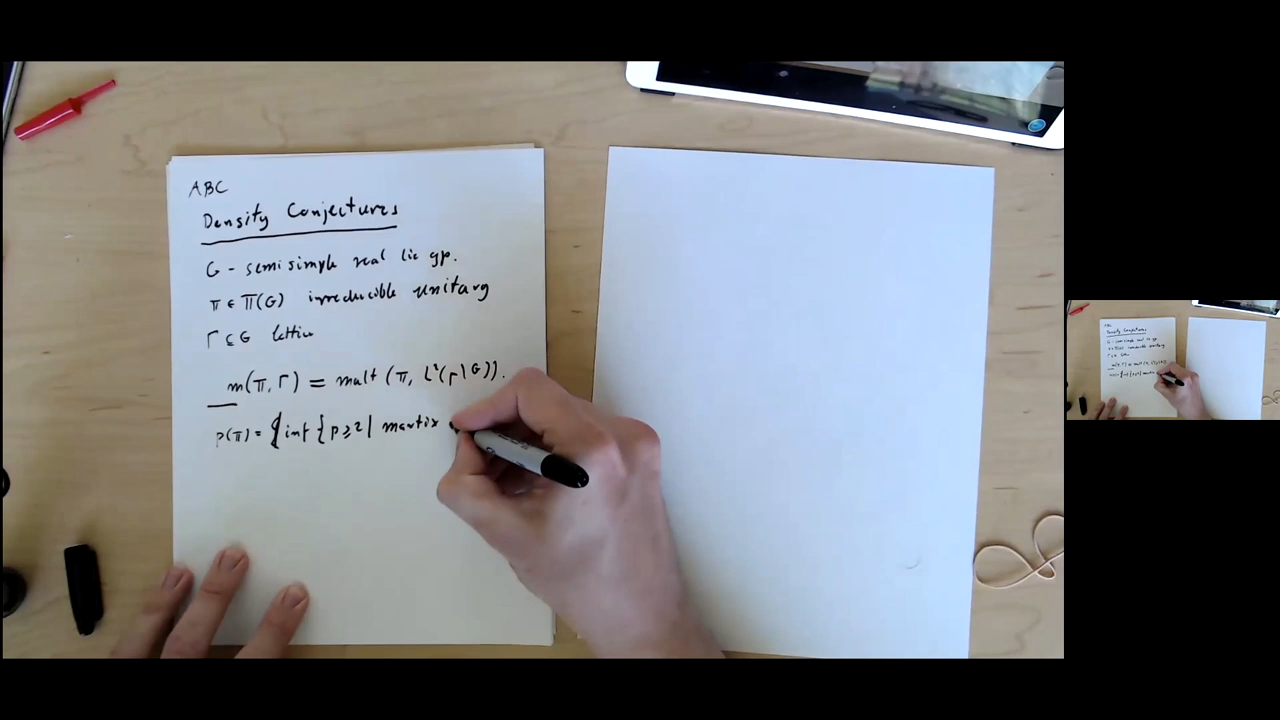 ABC
Density Conjectures
G - semisimple real lie gp.
π ∈ Π(G) irreducible unitary
Γ ⊆ G lattice
m(π, Γ) = mult (π, L²(Γ\G)).
p(π) = {inf {p ≥ 2 | matrix